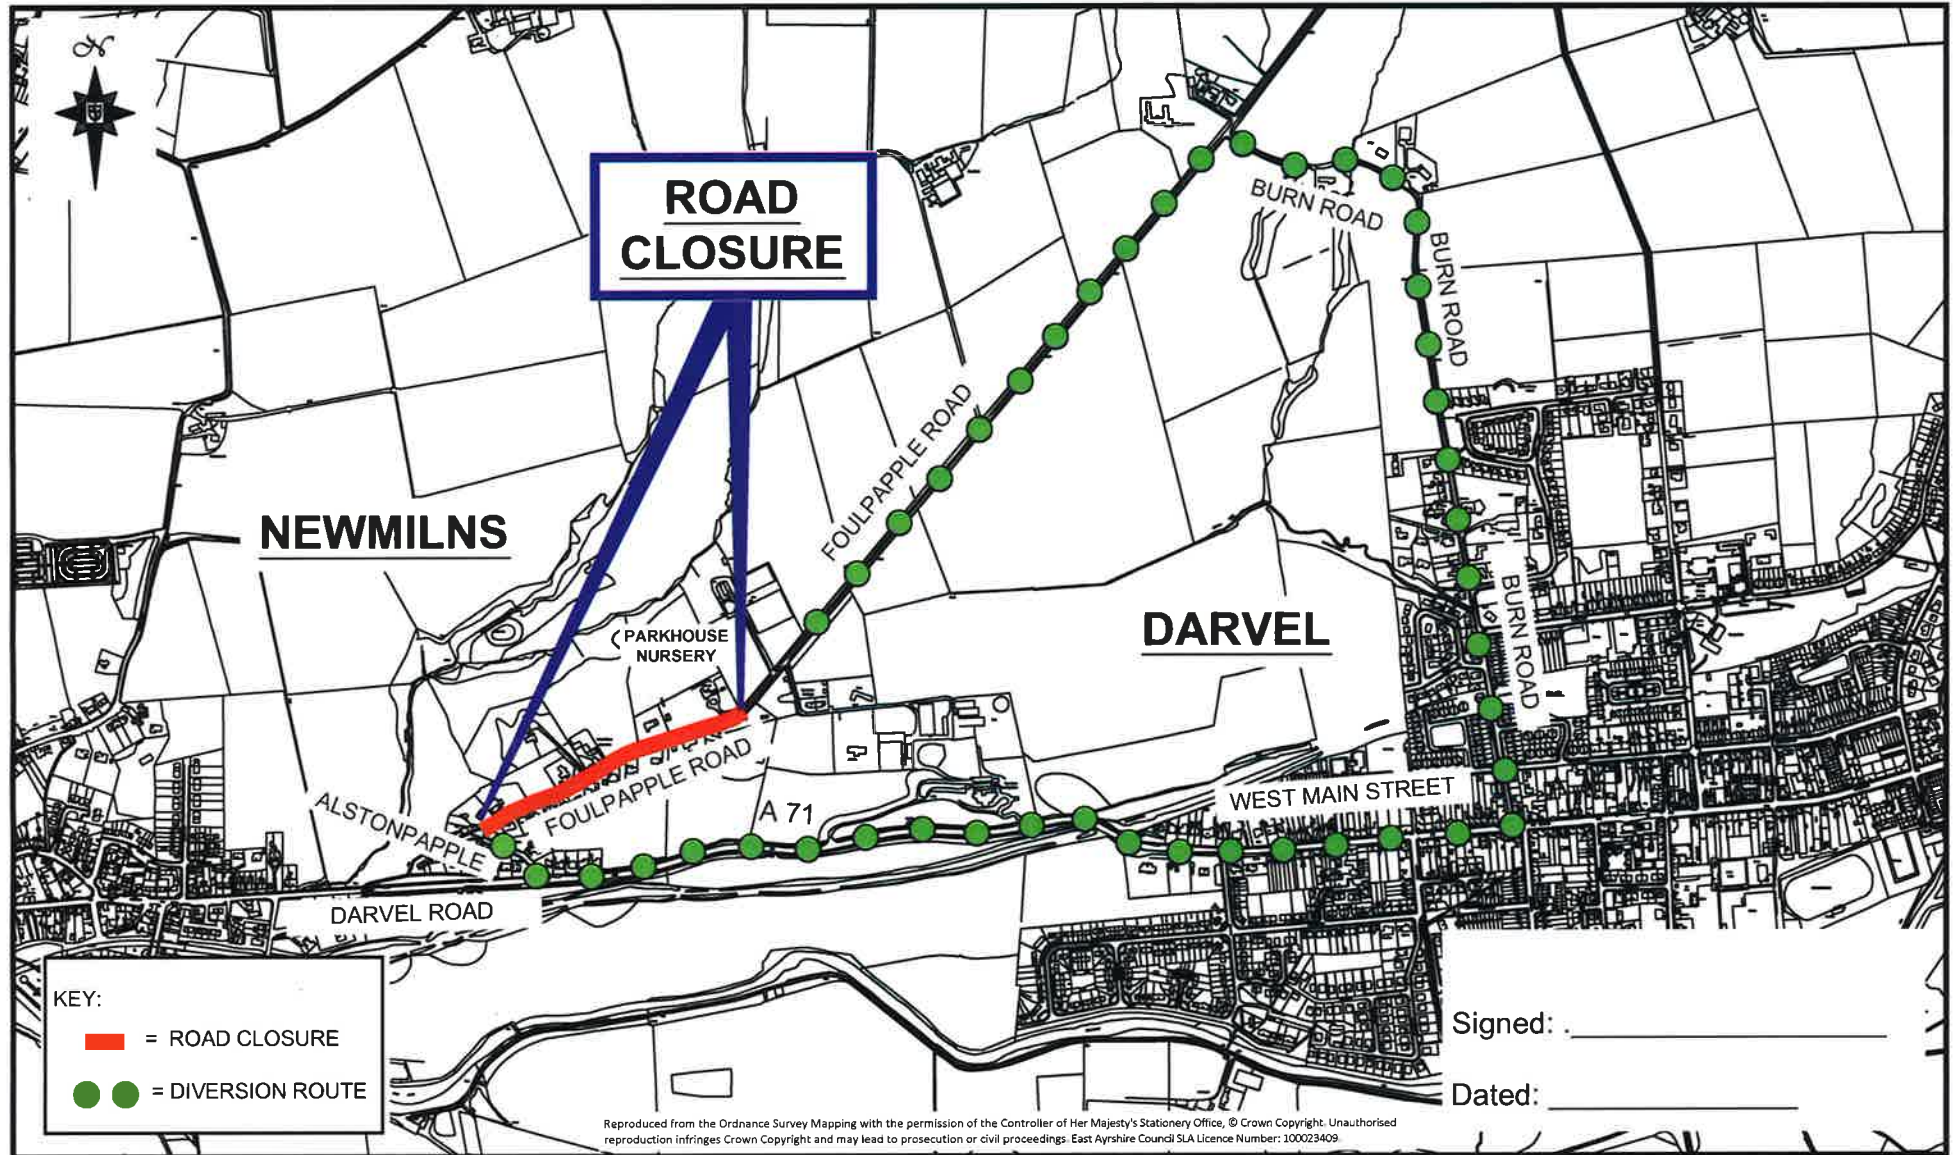 ROAD
CLOSURE
BURN ROAD
BURN ROAD
FOULPAPPLE ROAD
NEWMILNS
PARKHOUSE
NURSERY
DARVEL
BURN ROAD
FOULPAPPLE ROAD
ALSTONPAPPLE
A 71
WEST MAIN STREET
DARVEL ROAD
KEY:
= ROAD CLOSURE
= DIVERSION ROUTE
Signed: .
Dated:
Reproduced from the Ordnance Survey Mapping with the permission of the Controller of Her Majesty's Stationery Office, © Crown Copyright. Unauthorised
reproduction infringes Crown Copyright and may lead to prosecution or civil proceedings. East Ayrshire Council SLA Licence Number: 100023409.